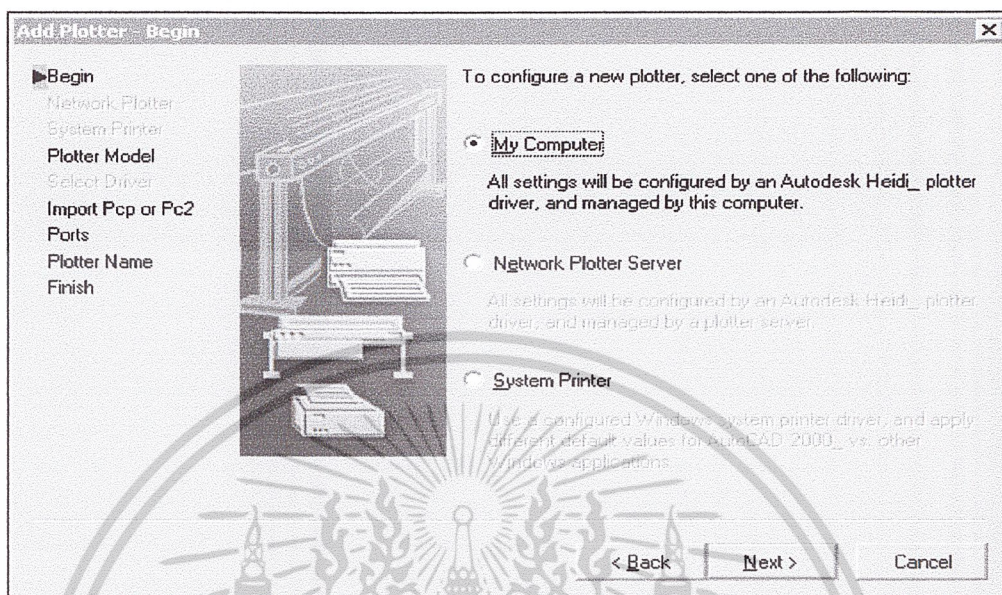 Add Plotter - Begin
Begin
Network Plotter
System Printer
Plotter Model
Select Driver
Import Pcp or Pc2
Ports
Plotter Name
Finish
To configure a new plotter, select one of the following:
My Computer
All settings will be configured by an Autodesk Heidi_ plotter
driver, and managed by this computer.
Network Plotter Server
All settings will be configured by an Autodesk Heidi_ plotter
driver, and managed by a plotter server.
System Printer
Use a configured Windows system printer driver, and apply
different default values for AutoCAD 2000_ vs. other
Windows applications.
< Back
Next >
Cancel